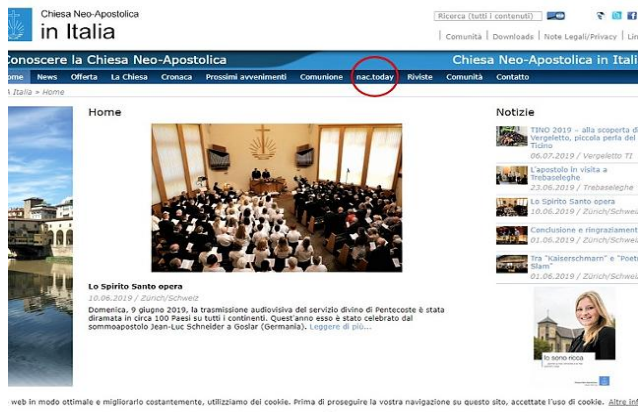 Chiesa Neo-Apostolica
in Italia
Ricerca (tutti i contenuti)
Comunità | Downloads | Note Legali/Privacy |
Conoscere la Chiesa Neo-Apostolica
Chiesa Neo-Apostolica in Itali
ome News Offerta La Chiesa Cronaca Prossimi avvenimenti Comunione nac.today Riviste Comunità Contatto
Italia » Home
Home
Lo Spirito Santo opera
10.06.2019 / Zürich/Schweiz
Domenica, 9 giugno 2019, la trasmissione audiovisiva del servizio divino di Pentecoste è stata
diramata in circa 100 Paesi su tutti i continenti. Quest'anno esso è stato celebrato dal
sommoapostolo Jean-Luc Schneider a Goslar (Germania). Leggere di più...
Notizie
TINO 2019 – alla scoperta d
Vergeletto, piccola perla del
Ticino
06.07.2019 / Vergeletto TI
L'apostolo in visita a
Trebaseleghe
23.06.2019 / Trebaseleghe
Lo Spirito Santo opera
10.06.2019 / Zürich/Schwei
Conclusione e ringraziament
01.06.2019 / Zürich/Schwei
Tra "Kaiserschmarn" e "Poet
Slam"
01.06.2019 / Zürich/Schwei
Io sono ricca
web in modo ottimale e migliorarlo costantemente, utilizziamo dei cookie. Prima di proseguire la vostra navigazione su questo sito, accettate l'uso di cookie. Altre inf